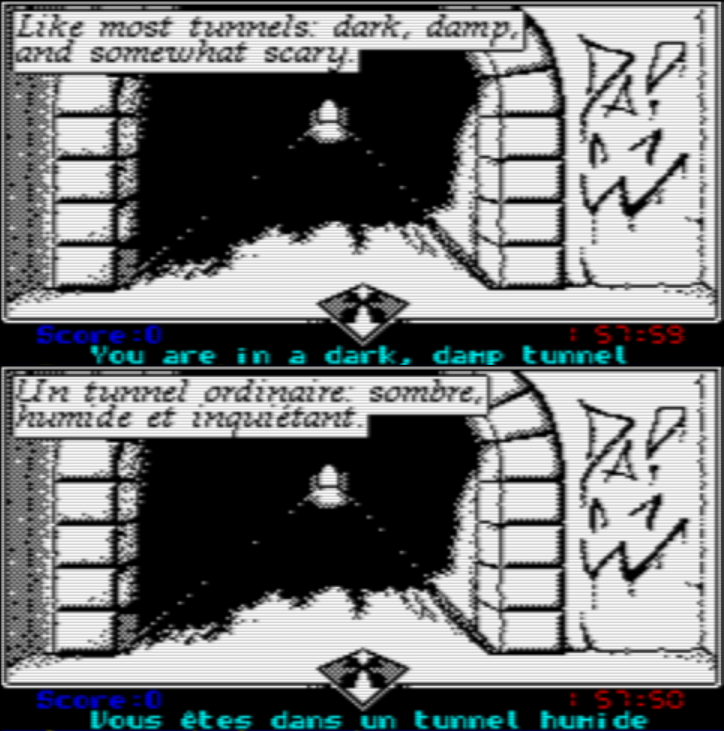 Like most tunnels: dark, damp,
and somewhat scary.
Score:0 : 57:59
You are in a dark, damp tunnel
Un tunnel ordinaire: sombre,
humide et inquiétant.
Score:0 : 57:50
Vous êtes dans un tunnel humide